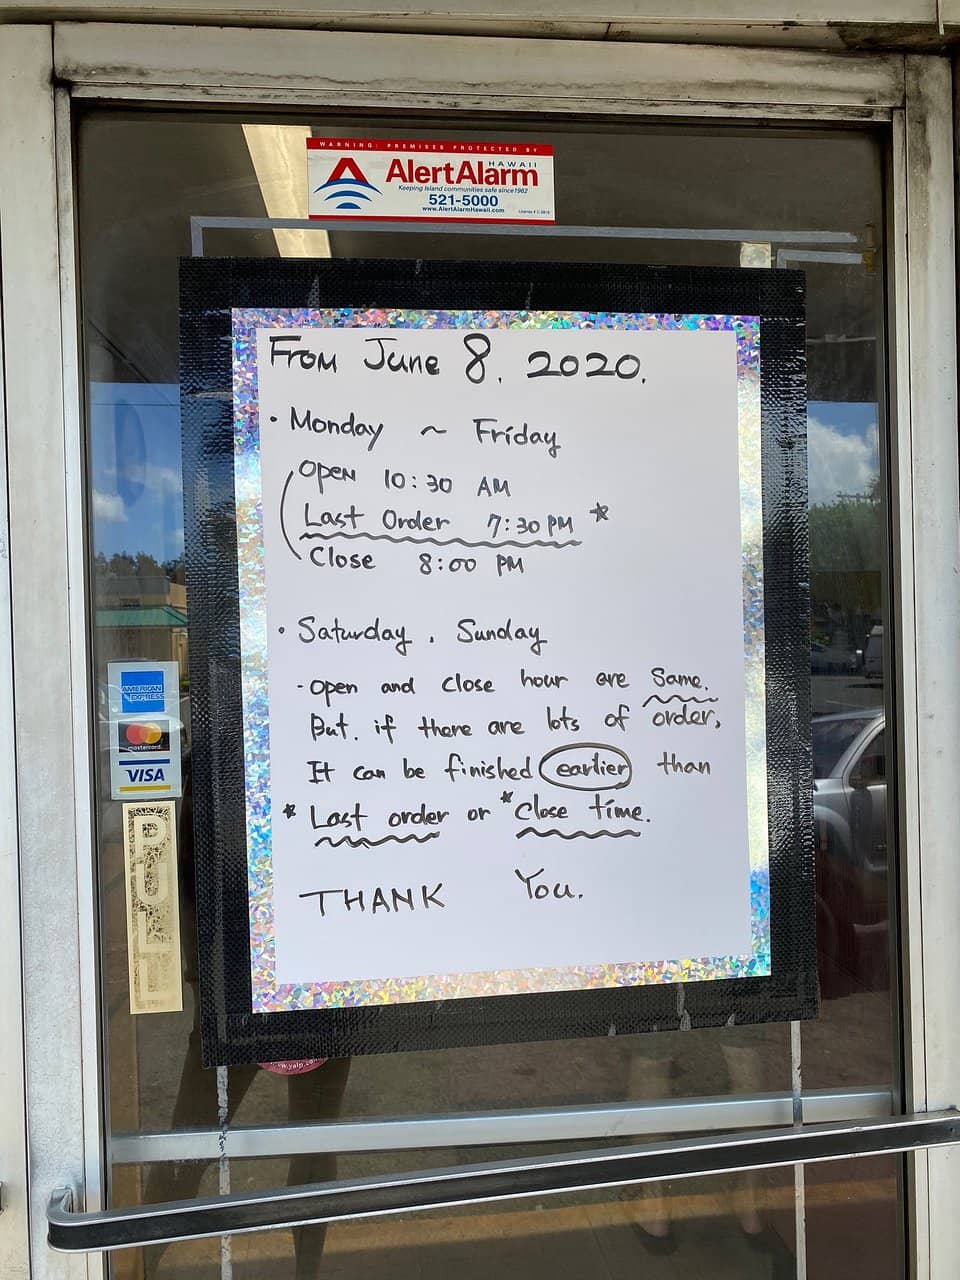 WARNING: PREMISES PROTECTED BY
HAWAII
AlertAlarm
Keeping Island communities safe since 1962
521-5000
www.AlertAlarmHawaii.com
From June 8. 2020.
• Monday ~ Friday
Open 10:30 AM
Last Order 7:30 PM *
Close 8:00 PM
• Saturday. Sunday
- Open and Close hour are Same.
But. if there are lots of order,
It can be finished earlier than
* Last order or * Close time.
THANK You.
AMERICAN EXPRESS
mastercard
VISA
PULL